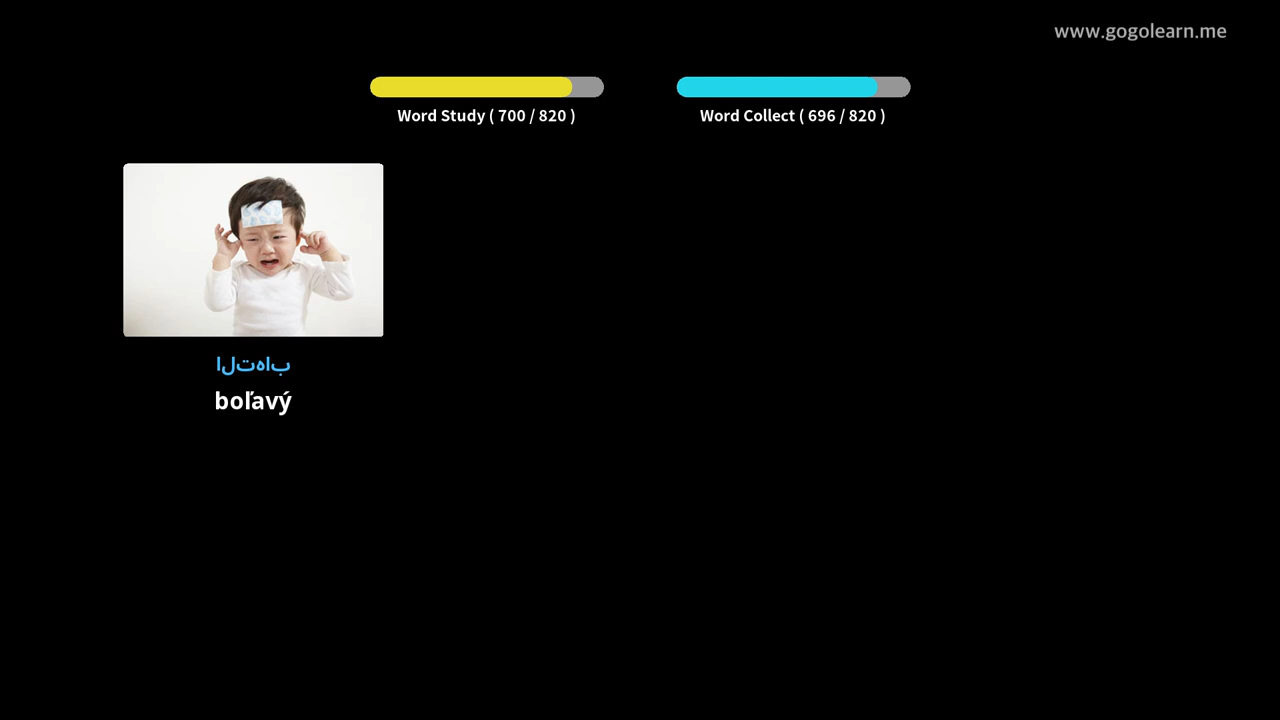 www.gogolearn.me
Word Study ( 700 / 820 )
Word Collect ( 696 / 820 )
التهاب
boľavý